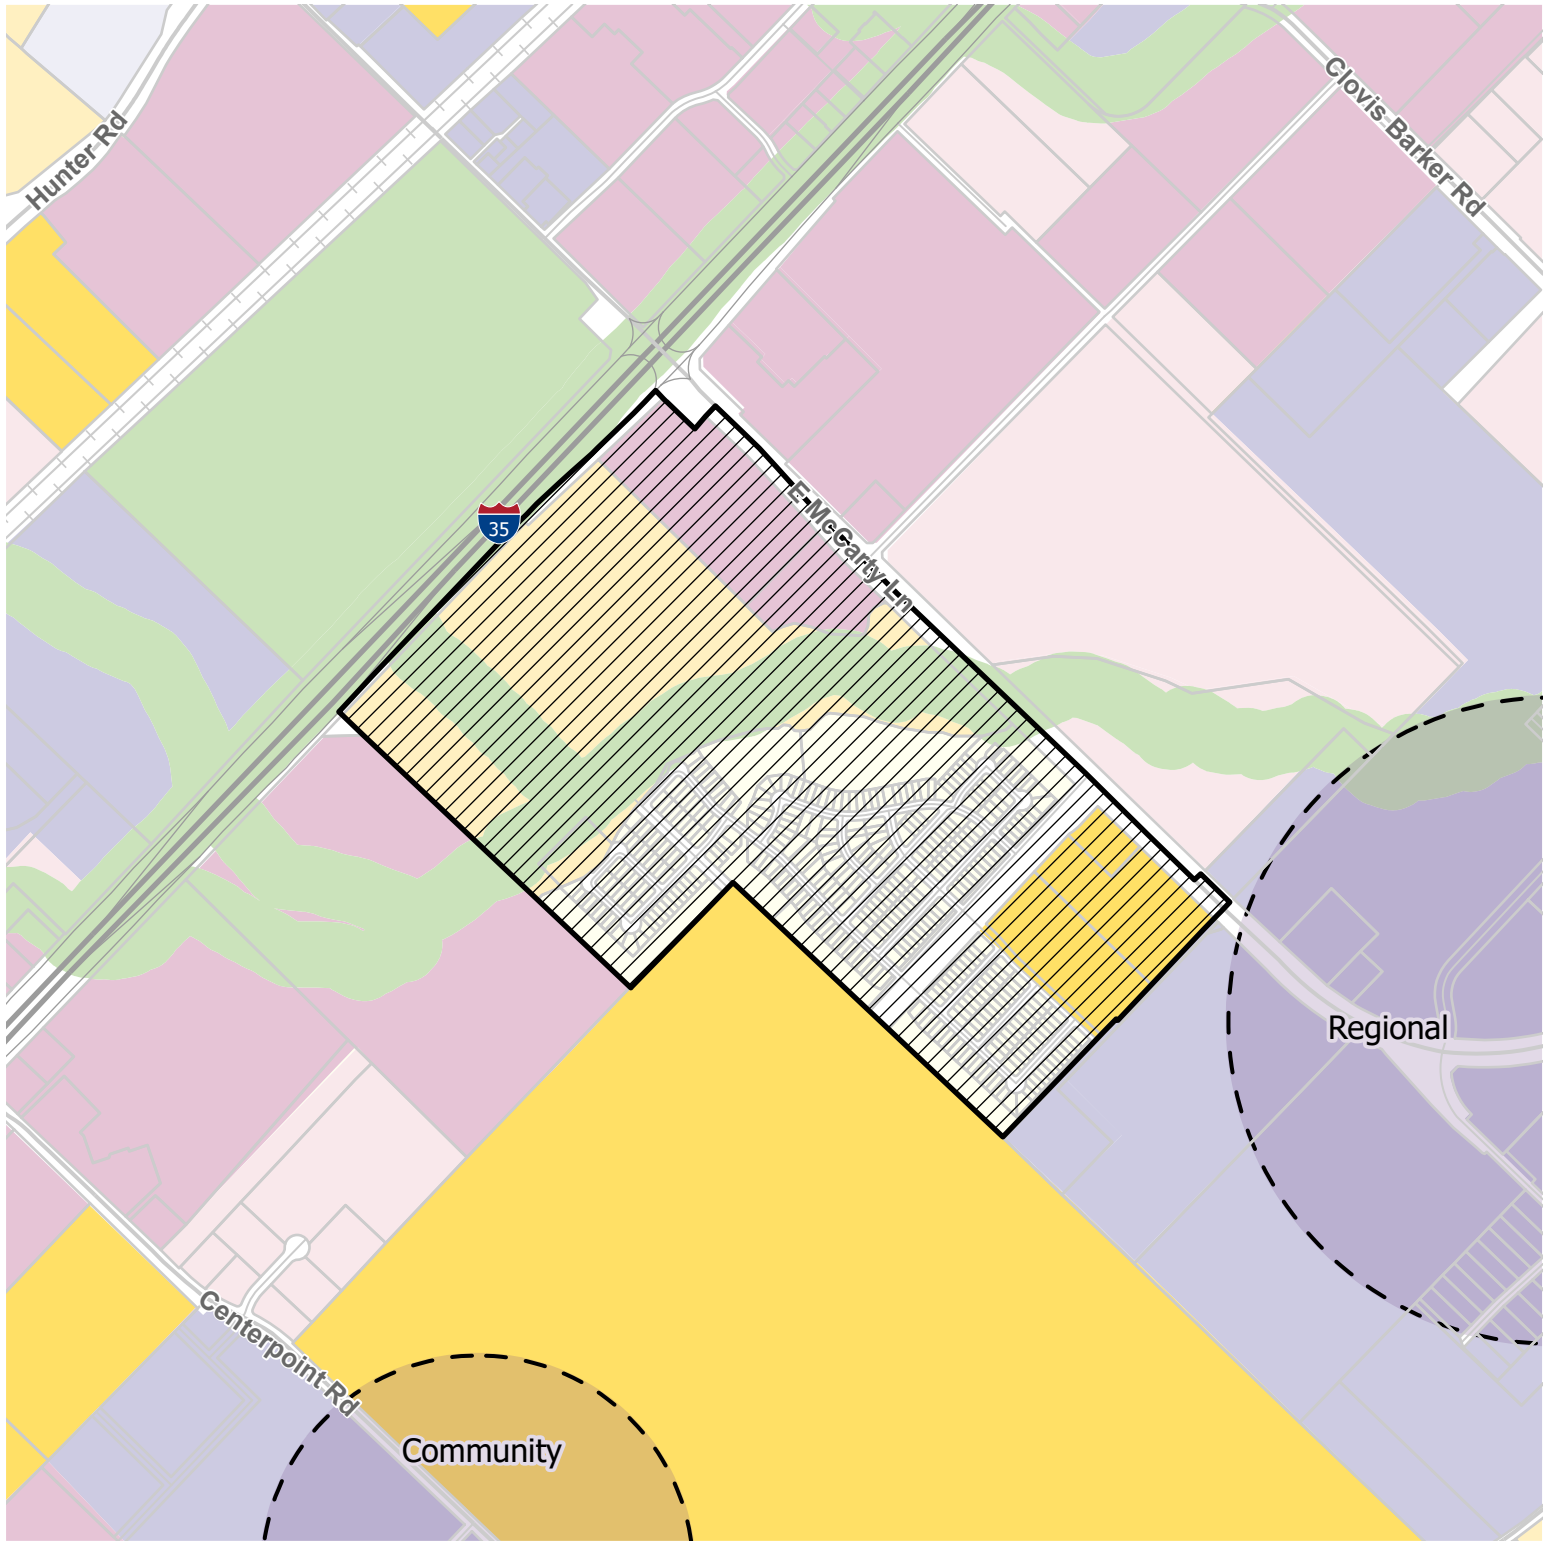 Hunter Rd
Clovis Barker Rd
35
E McCarty Ln
Regional
Centerpoint Rd
Community